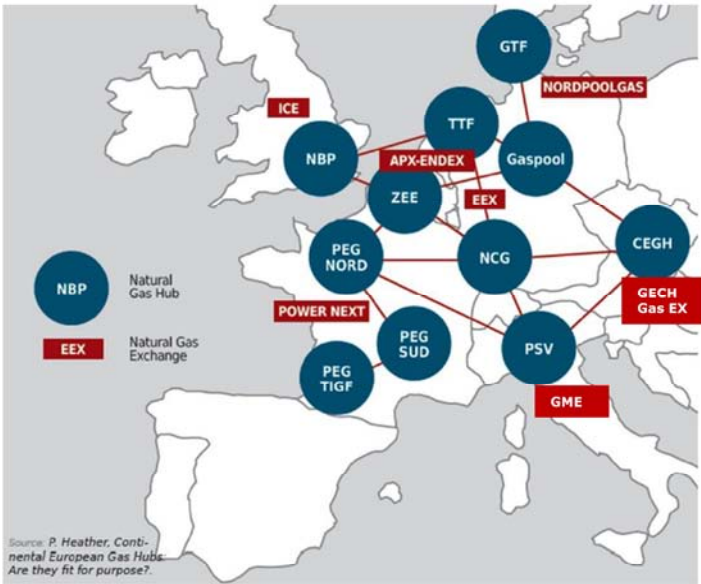 GTF
NORDPOOLGAS
ICE
TTF
NBP
APX-ENDEX
Gaspool
ZEE
EEX
PEG
NORD
NCG
CEGH
GECH
Gas EX
NBP
Natural
Gas Hub
POWER NEXT
EEX
Natural Gas
Exchange
PEG
SUD
PSV
PEG
TIGF
GME
Source: P. Heather, Conti-
nental European Gas Hubs:
Are they fit for purpose?.